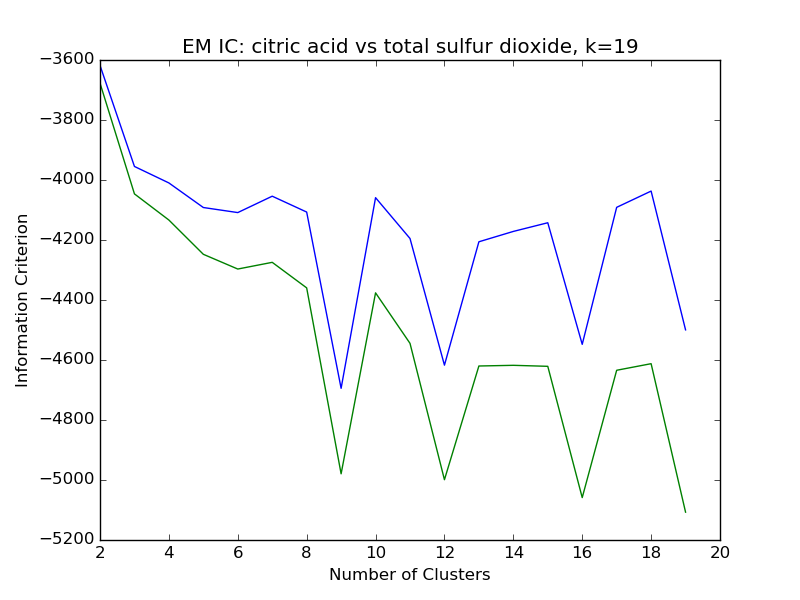 EM IC: citric acid vs total sulfur dioxide, k=19
−3600
−3800
−4000
−4200
−4400
−4600
−4800
−5000
−5200
Information Criterion
2 4 6 8 10 12 14 16 18 20
Number of Clusters